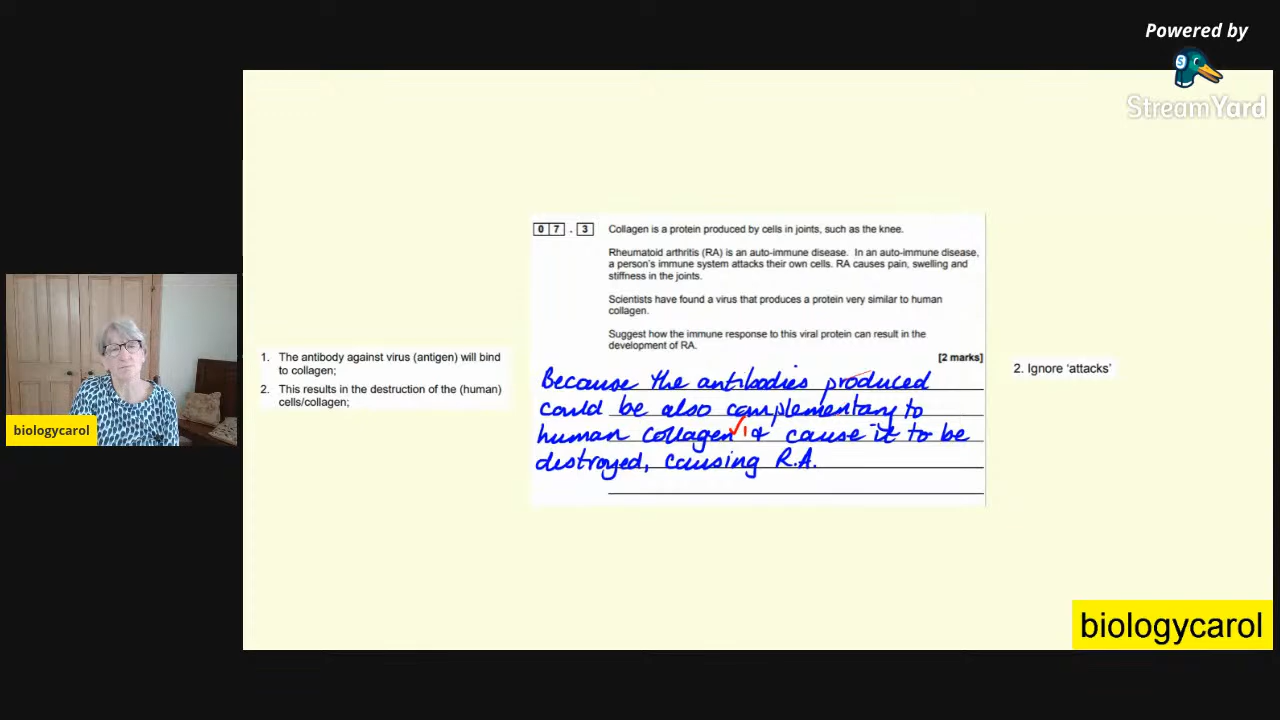 Powered by
StreamYard
0 7 . 3 Collagen is a protein produced by cells in joints, such as the knee.
Rheumatoid arthritis (RA) is an auto-immune disease. In an auto-immune disease,
a person's immune system attacks their own cells. RA causes pain, swelling and
stiffness in the joints.
Scientists have found a virus that produces a protein very similar to human
collagen.
Suggest how the immune response to this viral protein can result in the
development of RA.
[2 marks]
Because the antibodies produced
could be also complementary to
human collagen ✓1 & cause it to be
destroyed, causing R.A.
1. The antibody against virus (antigen) will bind
to collagen;
2. This results in the destruction of the (human)
cells/collagen;
2. Ignore 'attacks'
biologycarol
biologycarol